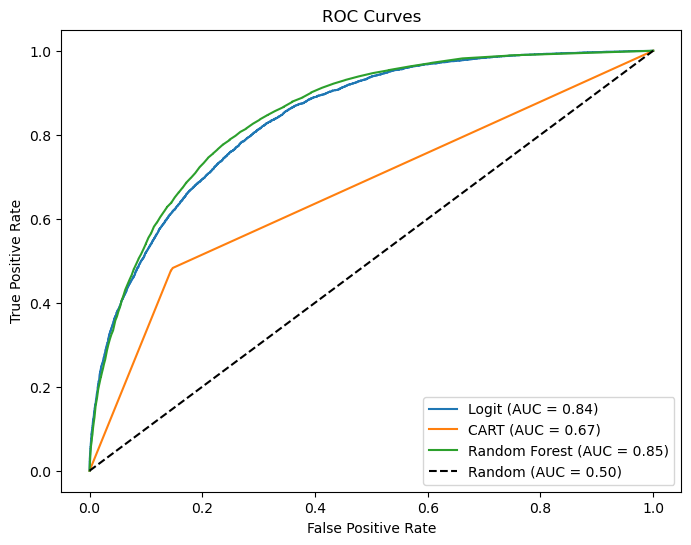 ROC Curves
True Positive Rate
1.0
0.8
0.6
0.4
0.2
0.0
Logit (AUC = 0.84)
CART (AUC = 0.67)
Random Forest (AUC = 0.85)
Random (AUC = 0.50)
0.0 0.2 0.4 0.6 0.8 1.0
False Positive Rate